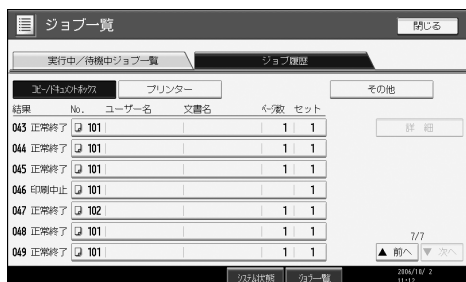 ジョブ一覧 閉じる
実行中/待機中ジョブ一覧 ジョブ履歴
コピー/ドキュメントボックス プリンター その他
結果 No. ユーザー名 文書名 ページ数 セット
043 正常終了 101 1 1 詳細
044 正常終了 101 1 1
045 正常終了 101 1 1
046 印刷中止 101 1
047 正常終了 102 1 1
048 正常終了 101 1 1 7/7
049 正常終了 101 1 1 ▲前へ ▼次へ
システム状態 ジョブ一覧 2006/10/ 2
11:12